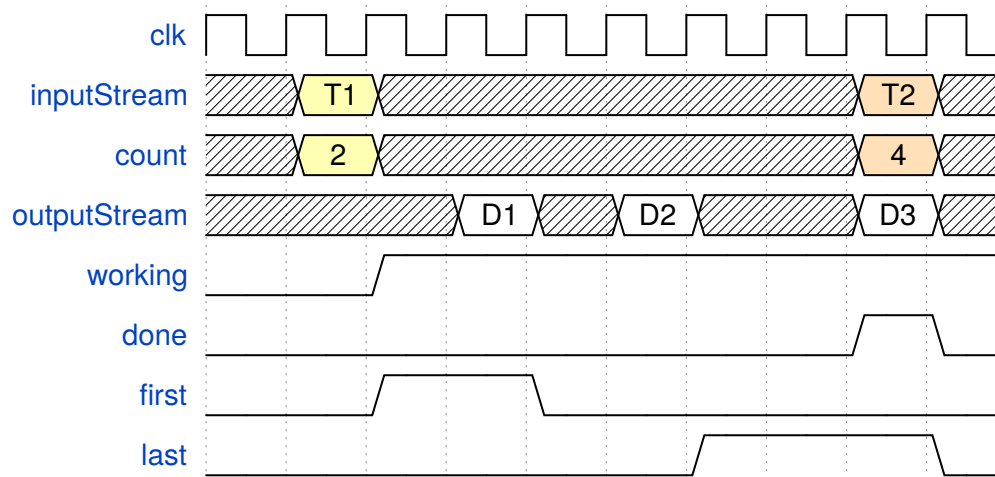 clk
inputStream T1 T2
count 2 4
outputStream D1 D2 D3
working
done
first
last